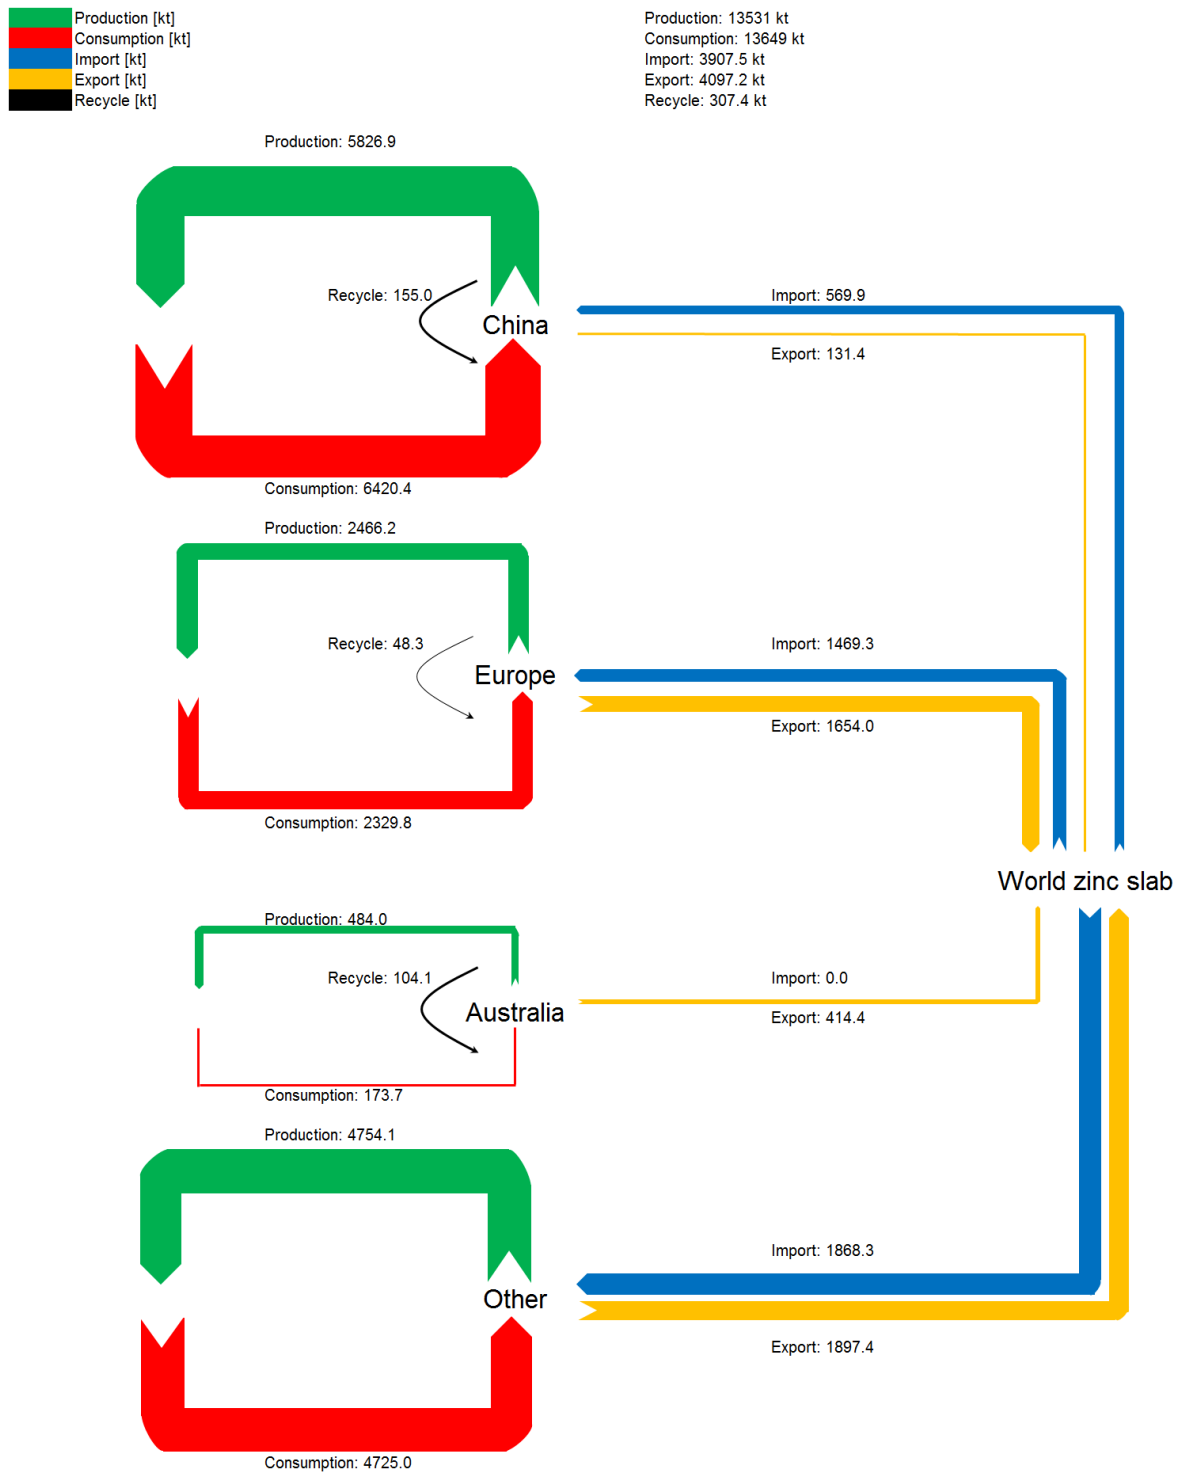 Production [kt]
Consumption [kt]
Import [kt]
Export [kt]
Recycle [kt]
Production: 13531 kt
Consumption: 13649 kt
Import: 3907.5 kt
Export: 4097.2 kt
Recycle: 307.4 kt
Production: 5826.9
Recycle: 155.0
China
Import: 569.9
Export: 131.4
Consumption: 6420.4
Production: 2466.2
Recycle: 48.3
Europe
Import: 1469.3
Export: 1654.0
Consumption: 2329.8
World zinc slab
Production: 484.0
Recycle: 104.1
Australia
Import: 0.0
Export: 414.4
Consumption: 173.7
Production: 4754.1
Other
Import: 1868.3
Export: 1897.4
Consumption: 4725.0